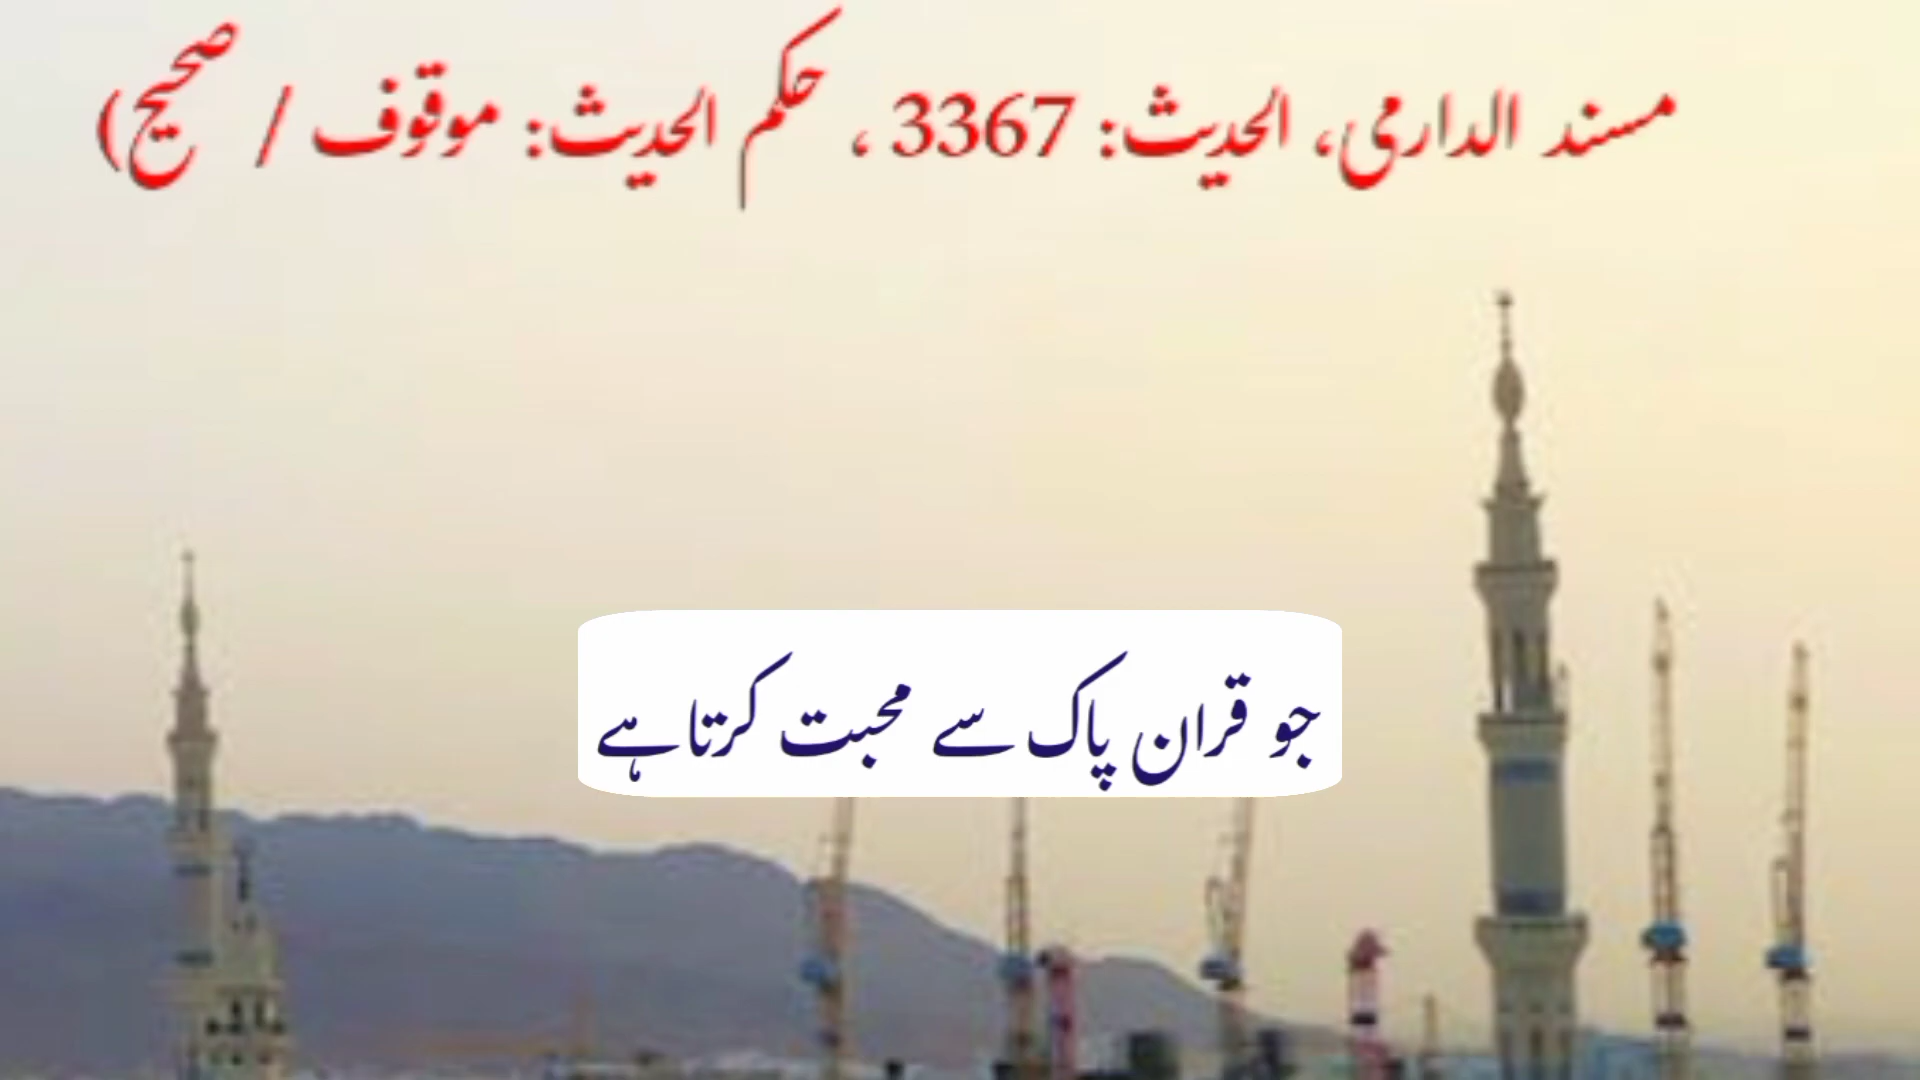 مسند الدارمی، الحدیث: 3367 ، حکم الحدیث: موقوف / صحیح)
جو قران پاک سے محبت کرتا ہے